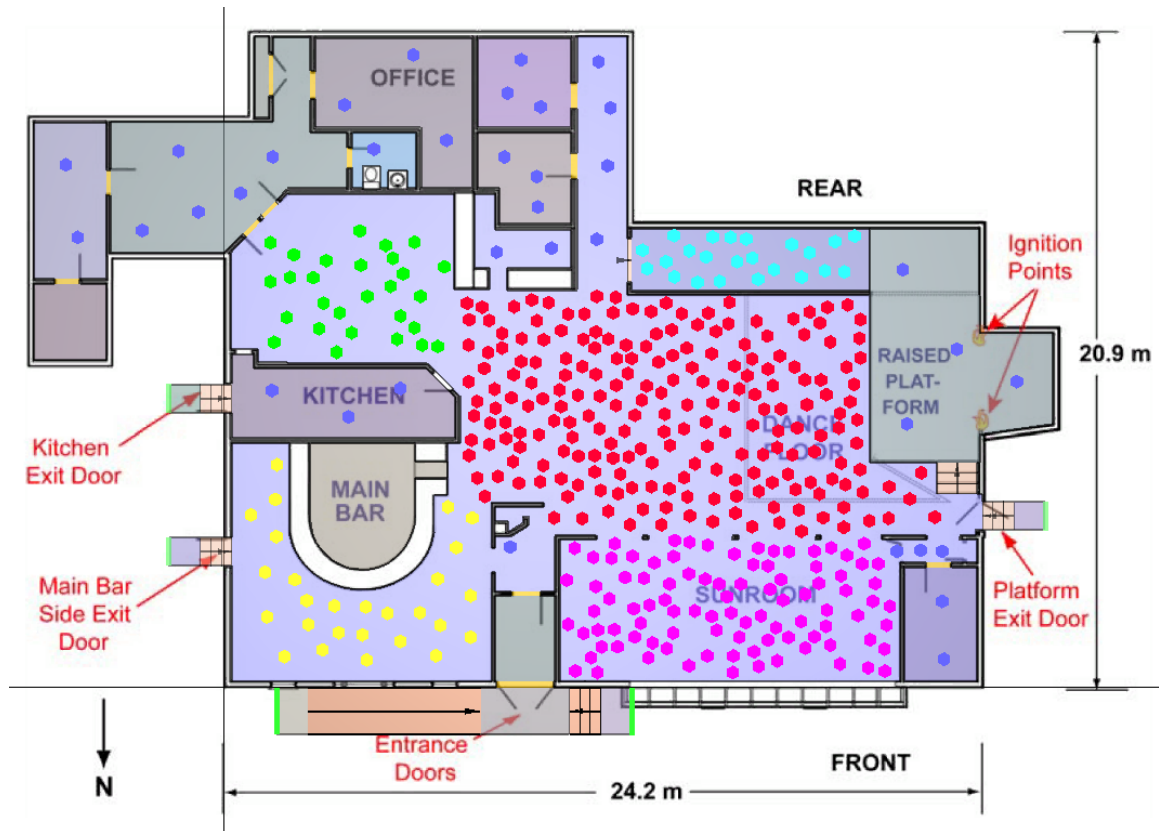 OFFICE
REAR
Ignition
Points
RAISED
PLAT-
FORM
20.9 m
KITCHEN
DANCE
FLOOR
Kitchen
Exit Door
MAIN
BAR
Main Bar
Side Exit
Door
SUNROOM
Platform
Exit Door
Entrance
Doors
N
FRONT
24.2 m